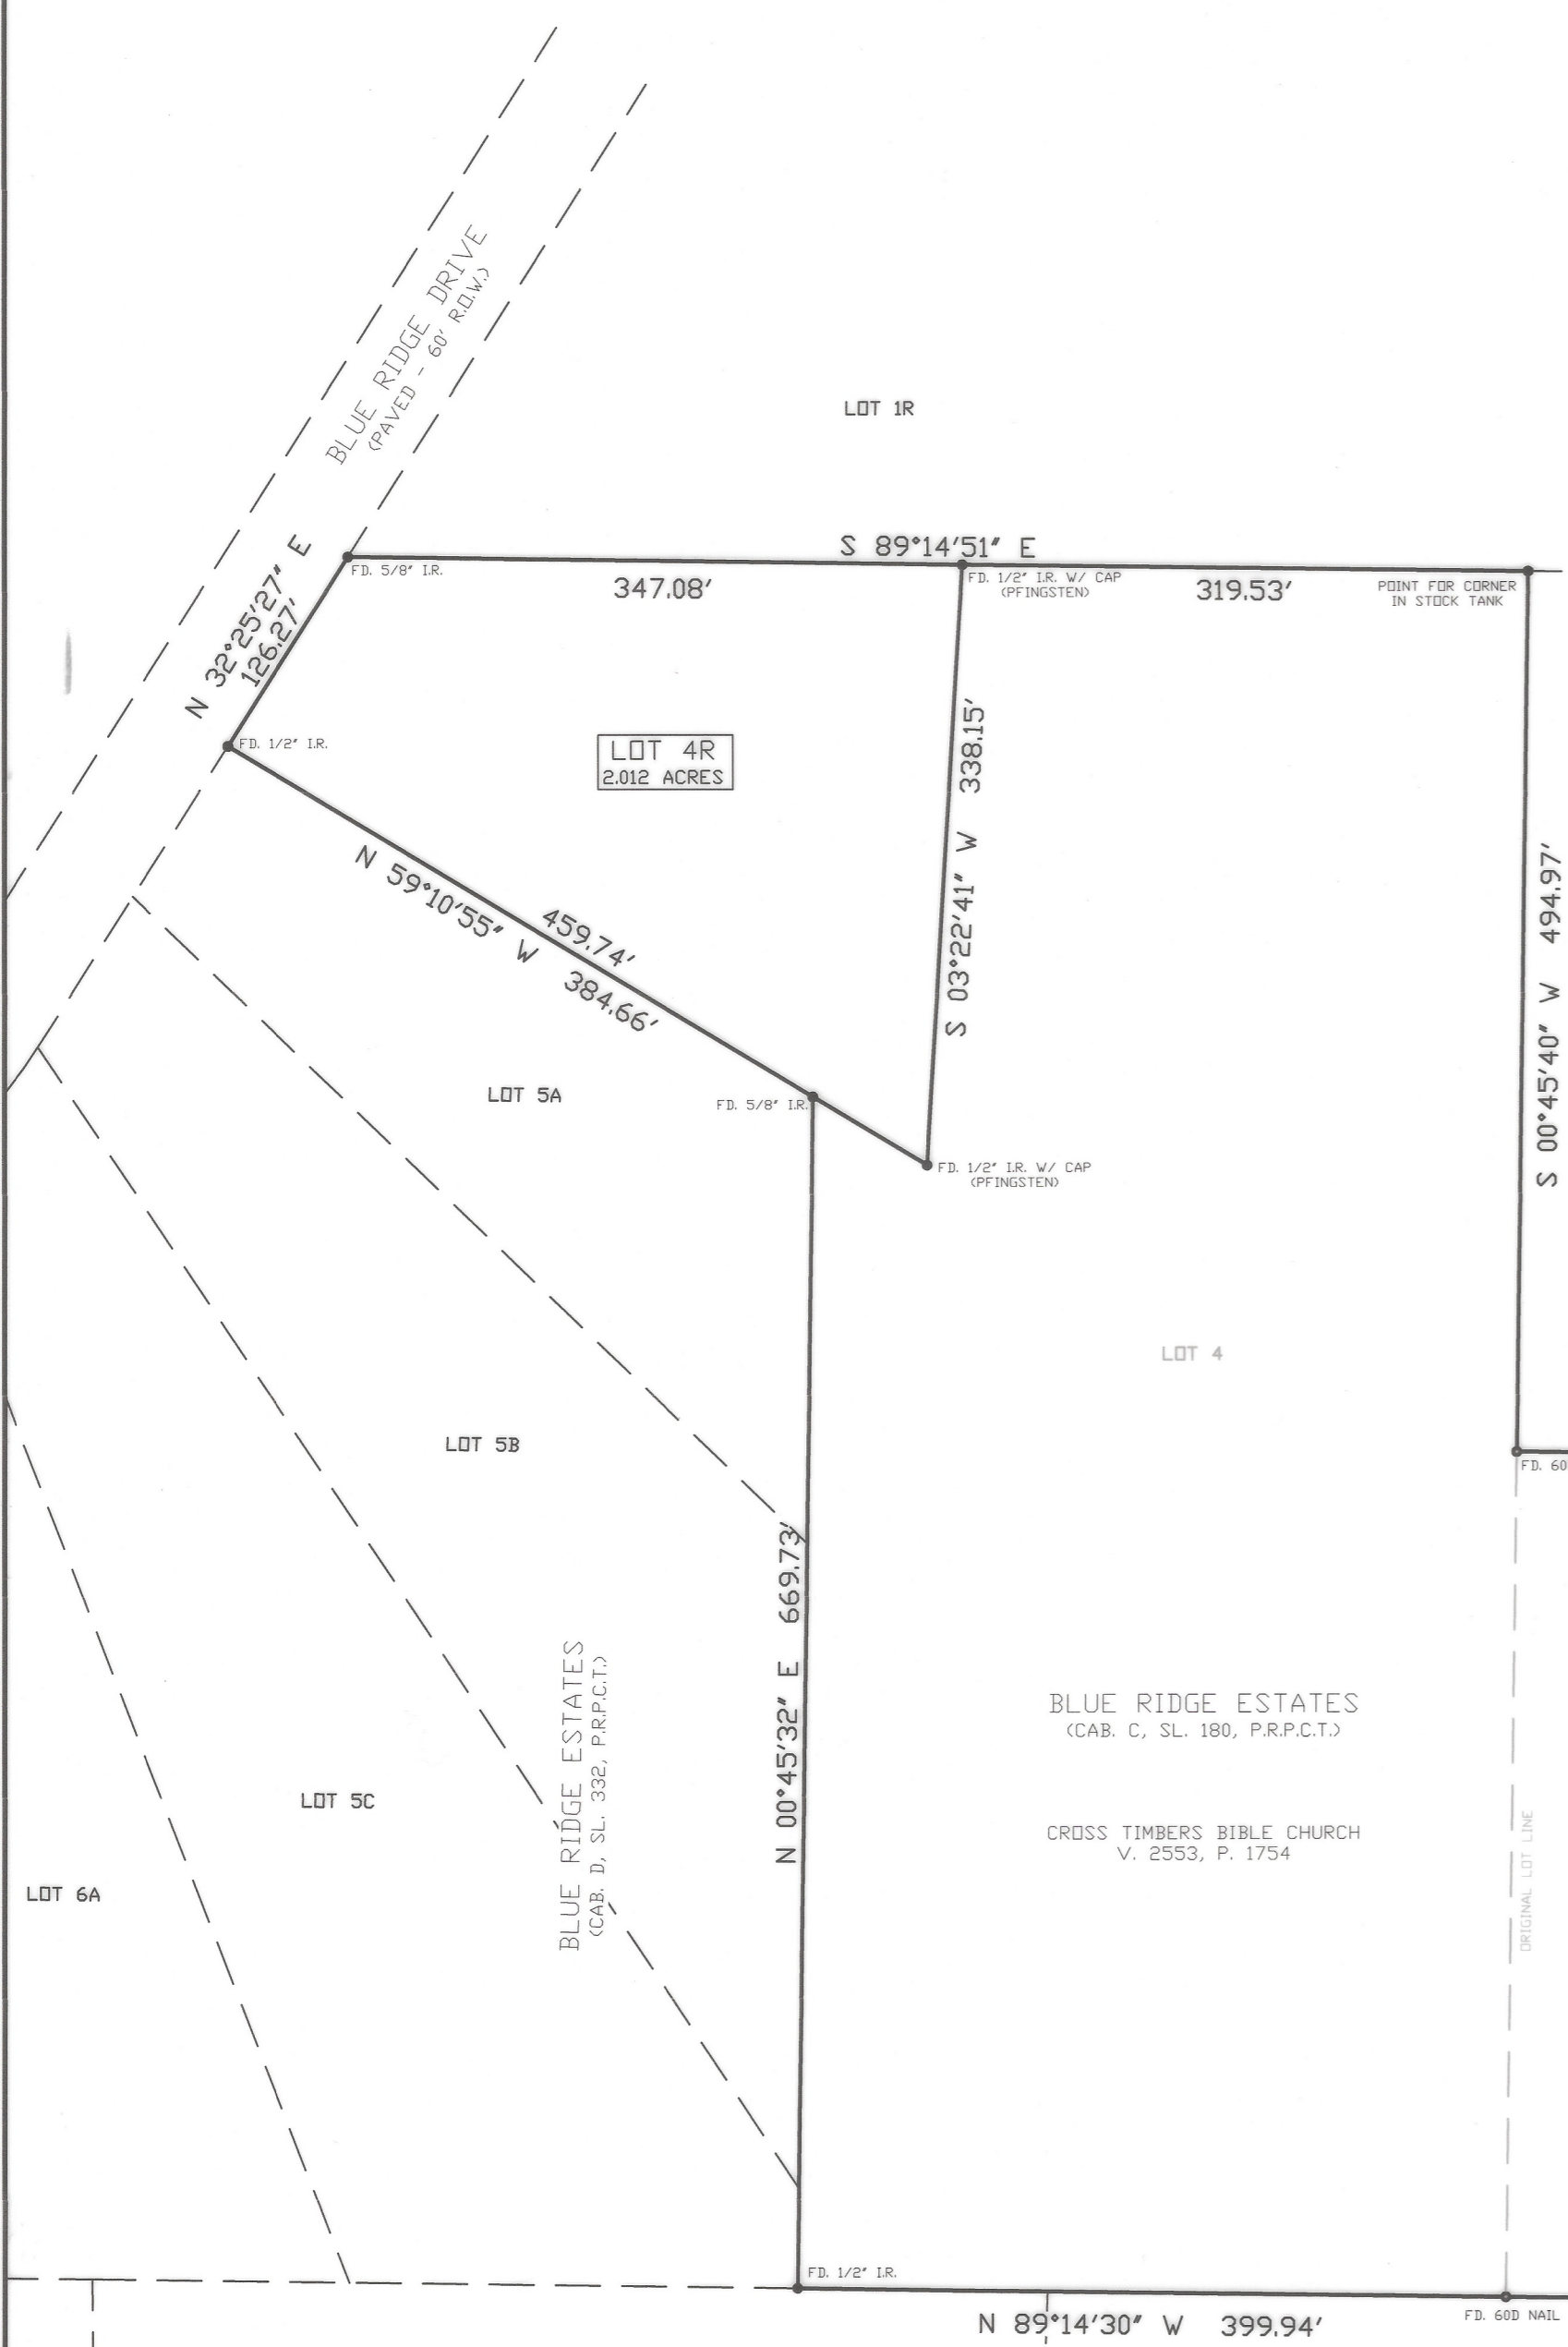 BLUE RIDGE DRIVE
(PAVED - 60' R.O.W.)
LOT 1R
N 32°25'27" E
126.27'
S 89°14'51" E
FD. 5/8" I.R.
347.08'
FD. 1/2" I.R. W/ CAP
(PFINGSTEN)
319.53'
POINT FOR CORNER
IN STOCK TANK
FD. 1/2" I.R.
LOT 4R
2.012 ACRES
S 03°22'41" W 338.15'
S 00°45'40" W 494.97'
459.74'
N 59°10'55" W 384.66'
LOT 5A
FD. 5/8" I.R.
FD. 1/2" I.R. W/ CAP
(PFINGSTEN)
LOT 4
LOT 5B
FD. 60
N 00°45'32" E 669.73'
BLUE RIDGE ESTATES
(CAB. D, SL. 332, P.R.P.C.T.)
BLUE RIDGE ESTATES
(CAB. C, SL. 180, P.R.P.C.T.)
LOT 5C
CROSS TIMBERS BIBLE CHURCH
V. 2553, P. 1754
ORIGINAL LOT LINE
LOT 6A
FD. 1/2" I.R.
N 89°14'30" W 399.94'
FD. 60D NAIL